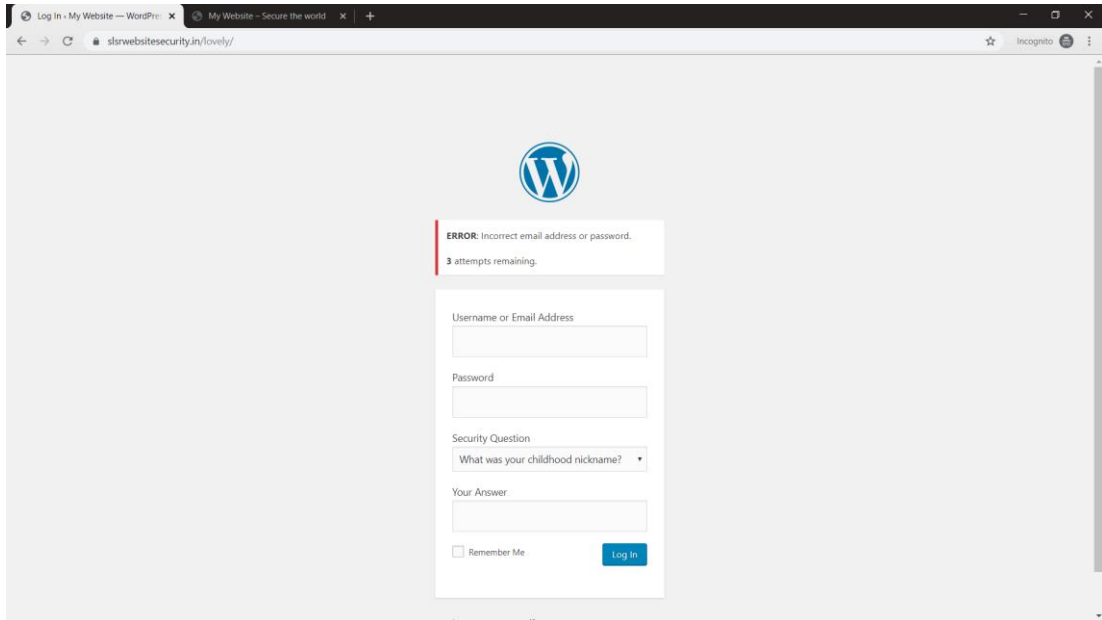 Log In ‹ My Website — WordPre
My Website – Secure the world
slsrwebsitesecurity.in/lovely/
Incognito
ERROR: Incorrect email address or password.
3 attempts remaining.
Username or Email Address
Password
Security Question
What was your childhood nickname?
Your Answer
Remember Me
Log In